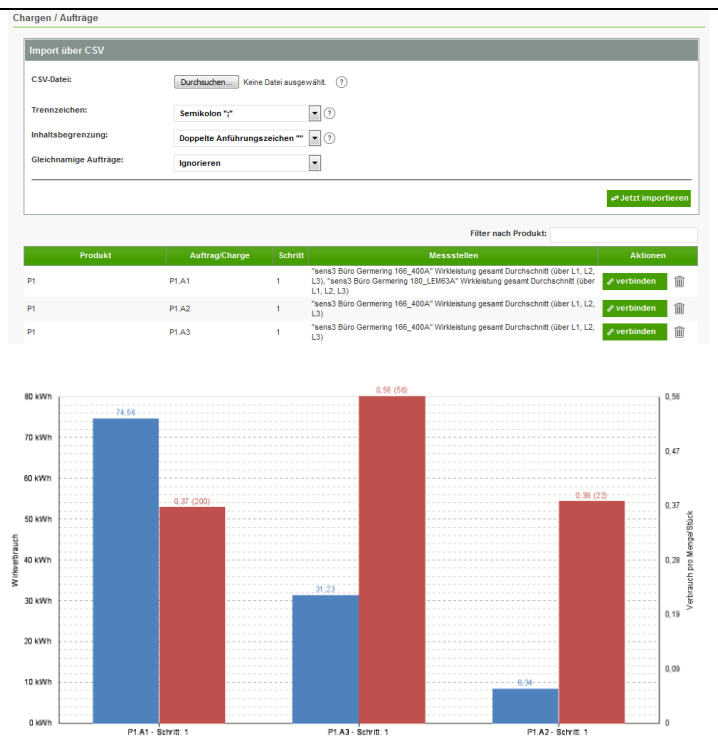 Chargen / Aufträge
Import über CSV
CSV-Datei:
Durchsuchen... Keine Datei ausgewählt. ?
Trennzeichen:
Semikolon ";" ?
Inhaltsbegrenzung:
Doppelte Anführungszeichen "" ?
Gleichnamige Aufträge:
Ignorieren
Jetzt importieren
Filter nach Produkt:
Produkt Auftrag/Charge Schritt Messstellen Aktionen
P1 P1.A1 1 "sens3 Büro Germering 166_400A" Wirkleistung gesamt Durchschnitt (über L1, L2,
L3), "sens3 Büro Germering 180_LEM63A" Wirkleistung gesamt Durchschnitt (über
L1, L2, L3)
verbinden
P1 P1.A2 1 "sens3 Büro Germering 166_400A" Wirkleistung gesamt Durchschnitt (über L1, L2,
L3)
verbinden
P1 P1.A3 1 "sens3 Büro Germering 166_400A" Wirkleistung gesamt Durchschnitt (über L1, L2,
L3)
verbinden
Wirkverbrauch
80 kWh
70 kWh
60 kWh
50 kWh
40 kWh
30 kWh
20 kWh
10 kWh
0 kWh
74,56
0,37 (200)
31,23
0,56 (56)
8,34
0,38 (22)
0,56
0,47
0,37
0,28
0,19
0,09
0
Verbrauch pro Menge/Stück
P1.A1 - Schritt: 1
P1.A3 - Schritt: 1
P1.A2 - Schritt: 1